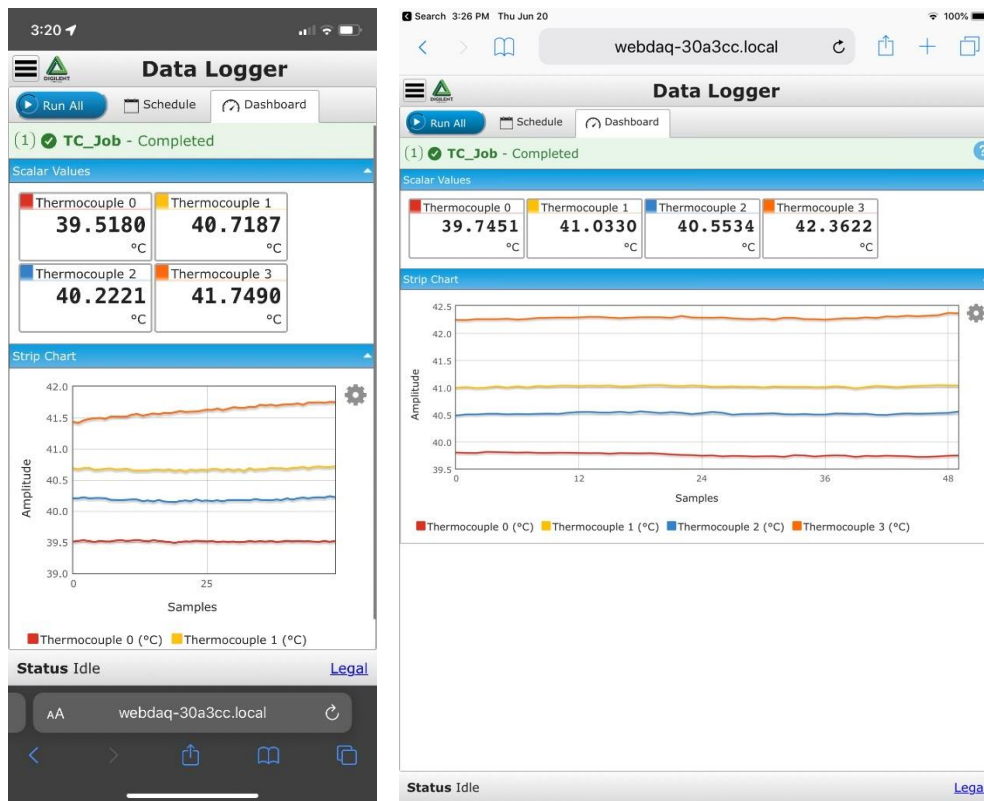 3:20
Data Logger
DIGILENT
Run All
Schedule
Dashboard
(1) TC_Job - Completed
Scalar Values
Thermocouple 0
39.5180
°C
Thermocouple 1
40.7187
°C
Thermocouple 2
40.2221
°C
Thermocouple 3
41.7490
°C
Strip Chart
42.0
41.5
41.0
40.5
40.0
39.5
39.0
Amplitude
0 25
Samples
Thermocouple 0 (°C) Thermocouple 1 (°C)
Status Idle Legal
AA webdaq-30a3cc.local
Search 3:26 PM Thu Jun 20 100%
webdaq-30a3cc.local
Data Logger
DIGILENT
Run All
Schedule
Dashboard
(1) TC_Job - Completed ?
Scalar Values
Thermocouple 0
39.7451
°C
Thermocouple 1
41.0330
°C
Thermocouple 2
40.5534
°C
Thermocouple 3
42.3622
°C
Strip Chart
42.5
42.0
41.5
41.0
40.5
40.0
39.5
Amplitude
0 12 24 36 48
Samples
Thermocouple 0 (°C) Thermocouple 1 (°C) Thermocouple 2 (°C) Thermocouple 3 (°C)
Status Idle Lega